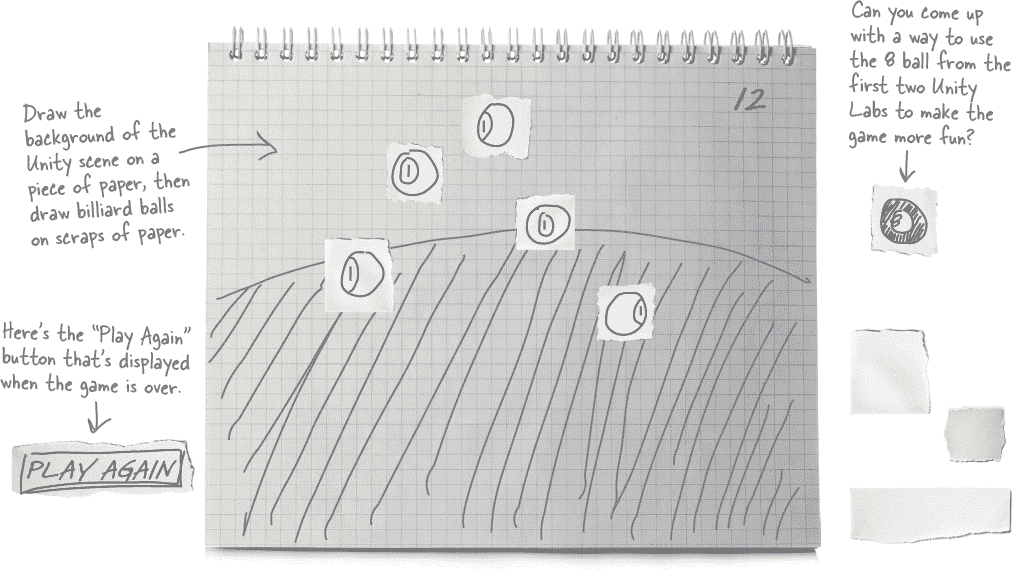 Draw the
background of the
Unity scene on a
piece of paper, then
draw billiard balls
on scraps of paper.
Here's the "Play Again"
button that's displayed
when the game is over.
PLAY AGAIN
12
1
1
1
1
1
Can you come up
with a way to use
the 8 ball from the
first two Unity
Labs to make the
game more fun?
8